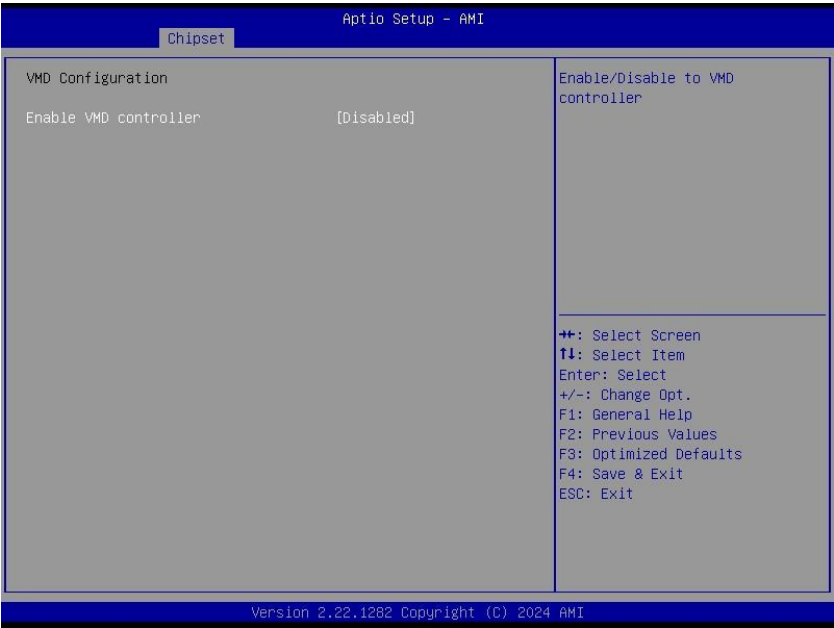 Aptio Setup - AMI
Chipset
VMD Configuration
Enable VMD controller [Disabled]
Enable/Disable to VMD
controller
→←: Select Screen
↑↓: Select Item
Enter: Select
+/-: Change Opt.
F1: General Help
F2: Previous Values
F3: Optimized Defaults
F4: Save & Exit
ESC: Exit
Version 2.22.1282 Copyright (C) 2024 AMI